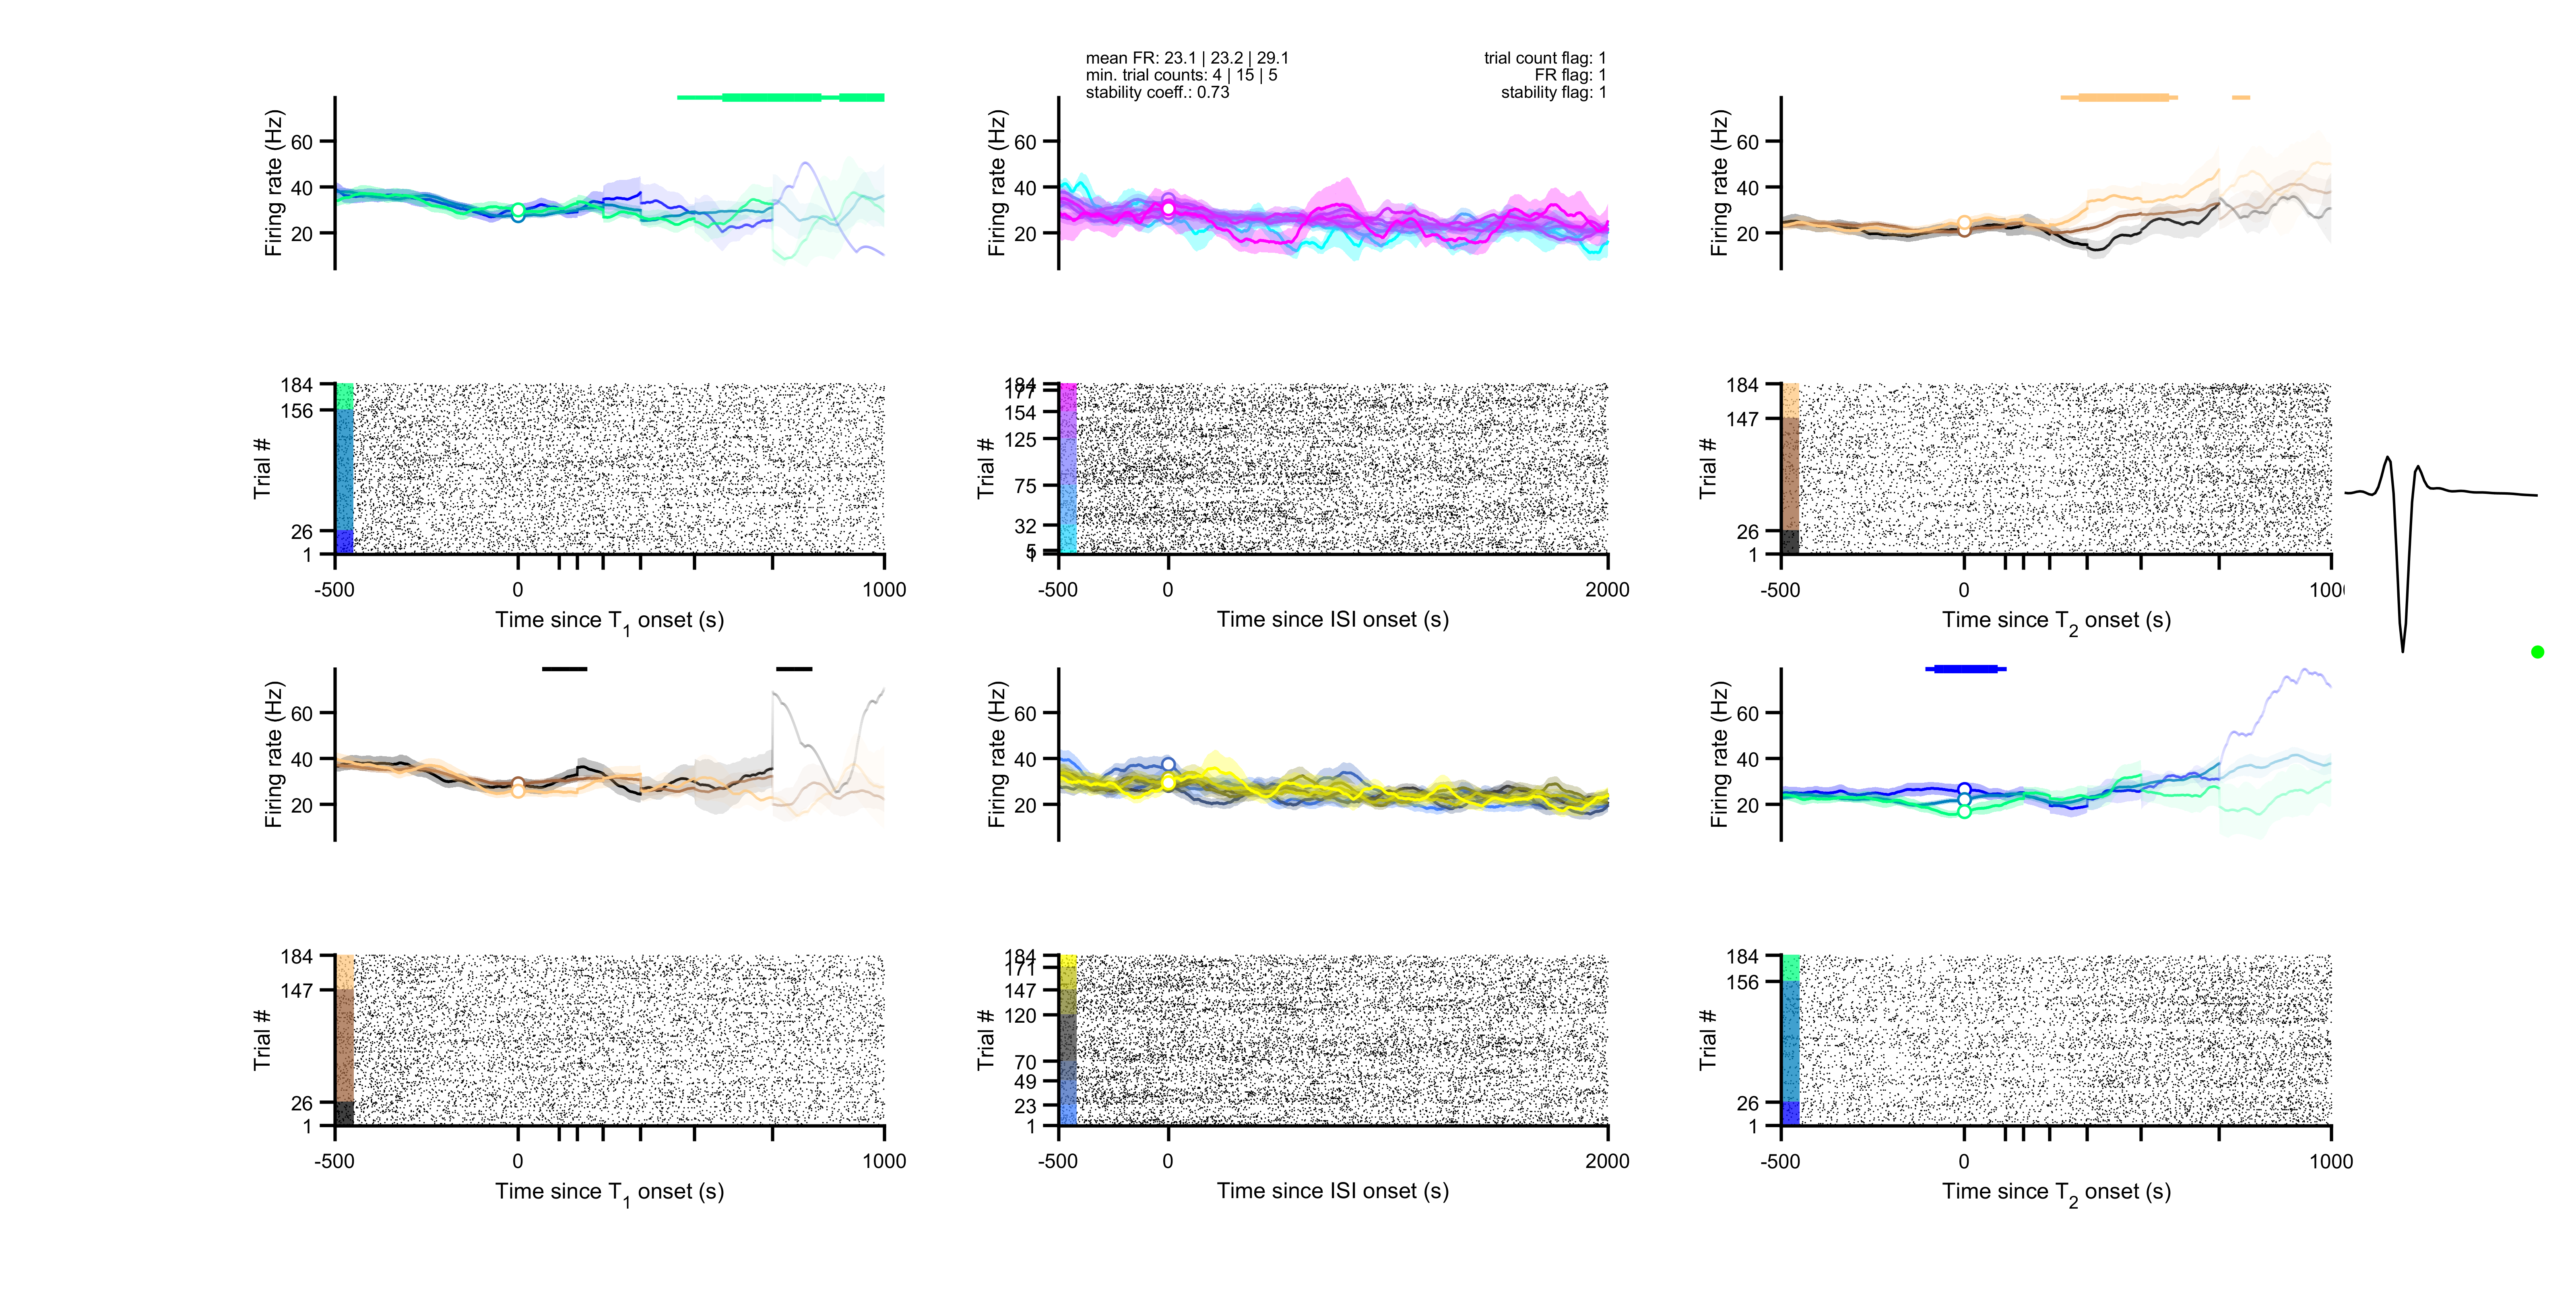 mean FR: 23.1 | 23.2 | 29.1
min. trial counts: 4 | 15 | 5
stability coeff.: 0.73
trial count flag: 1
FR flag: 1
stability flag: 1
Firing rate (Hz)
60
40
20
Firing rate (Hz)
60
40
20
Firing rate (Hz)
60
40
20
Trial #
184
156
26
1
-500
0
1000
Time since T1 onset (s)
Trial #
184
177
154
125
75
32
5
1
-500
0
2000
Time since ISI onset (s)
Trial #
184
147
26
1
-500
0
Time since T2 onset (s)
Firing rate (Hz)
60
40
20
Firing rate (Hz)
60
40
20
Firing rate (Hz)
60
40
20
Trial #
184
147
26
1
-500
0
1000
Time since T1 onset (s)
Trial #
184
171
147
120
70
49
23
1
-500
0
2000
Time since ISI onset (s)
Trial #
184
156
26
1
-500
0
1000
Time since T2 onset (s)